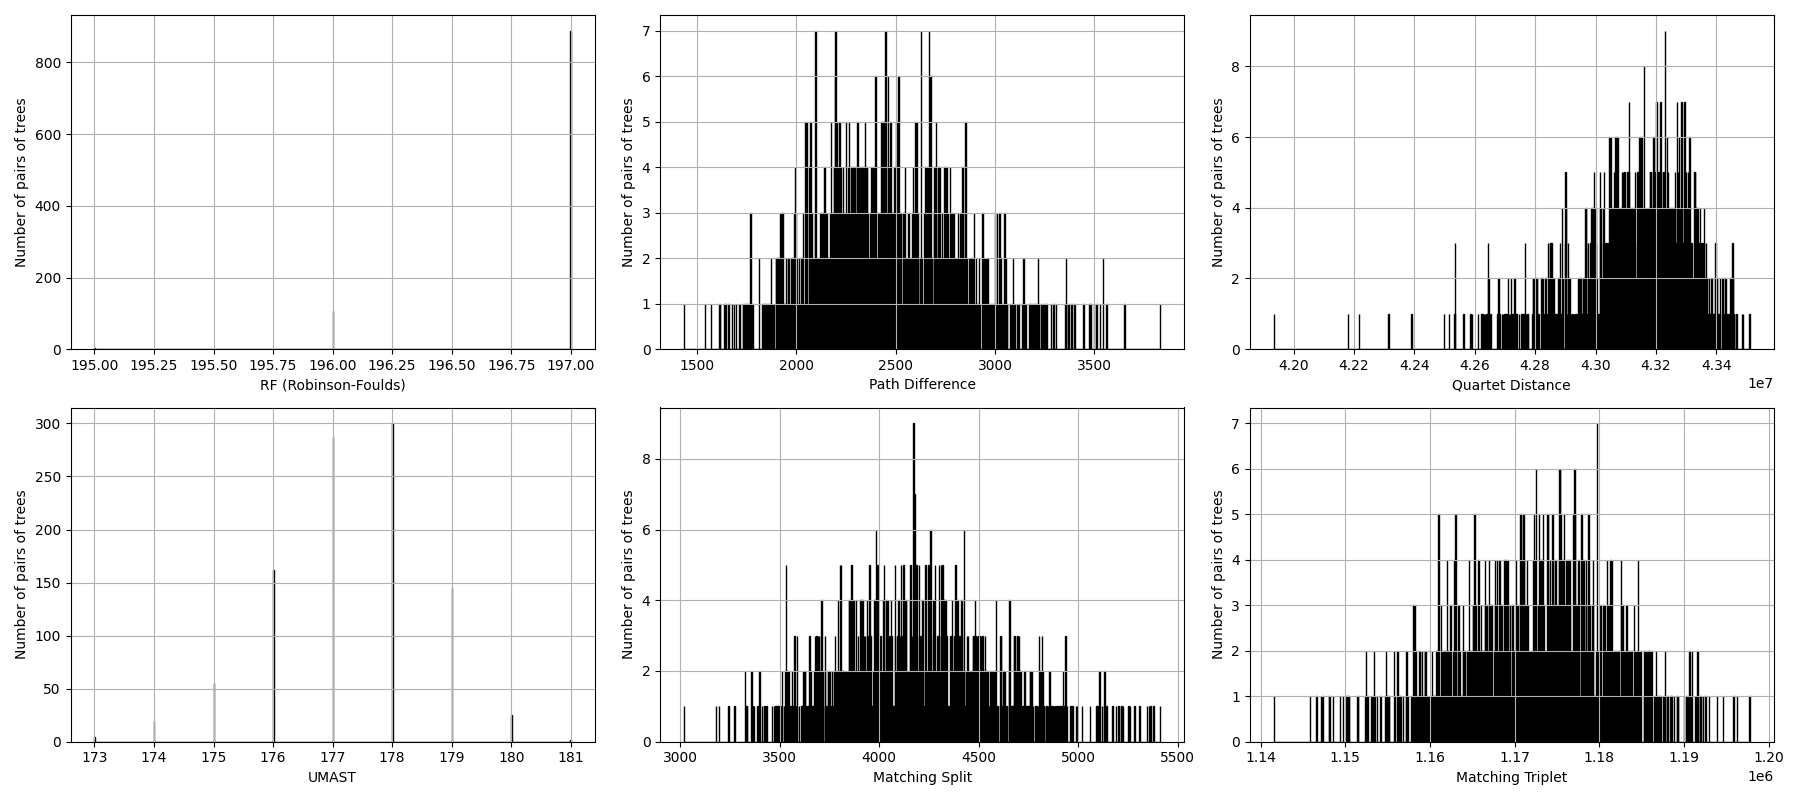 Number of pairs of trees
800
600
400
200
0
195.00 195.25 195.50 195.75 196.00 196.25 196.50 196.75 197.00
RF (Robinson-Foulds)
Number of pairs of trees
7
6
5
4
3
2
1
0
1500 2000 2500 3000 3500
Path Difference
Number of pairs of trees
8
6
4
2
0
4.20 4.22 4.24 4.26 4.28 4.30 4.32 4.34
1e7
Quartet Distance
Number of pairs of trees
300
250
200
150
100
50
0
173 174 175 176 177 178 179 180 181
UMAST
Number of pairs of trees
8
6
4
2
0
3000 3500 4000 4500 5000 5500
Matching Split
Number of pairs of trees
7
6
5
4
3
2
1
0
1.14 1.15 1.16 1.17 1.18 1.19 1.20
1e6
Matching Triplet